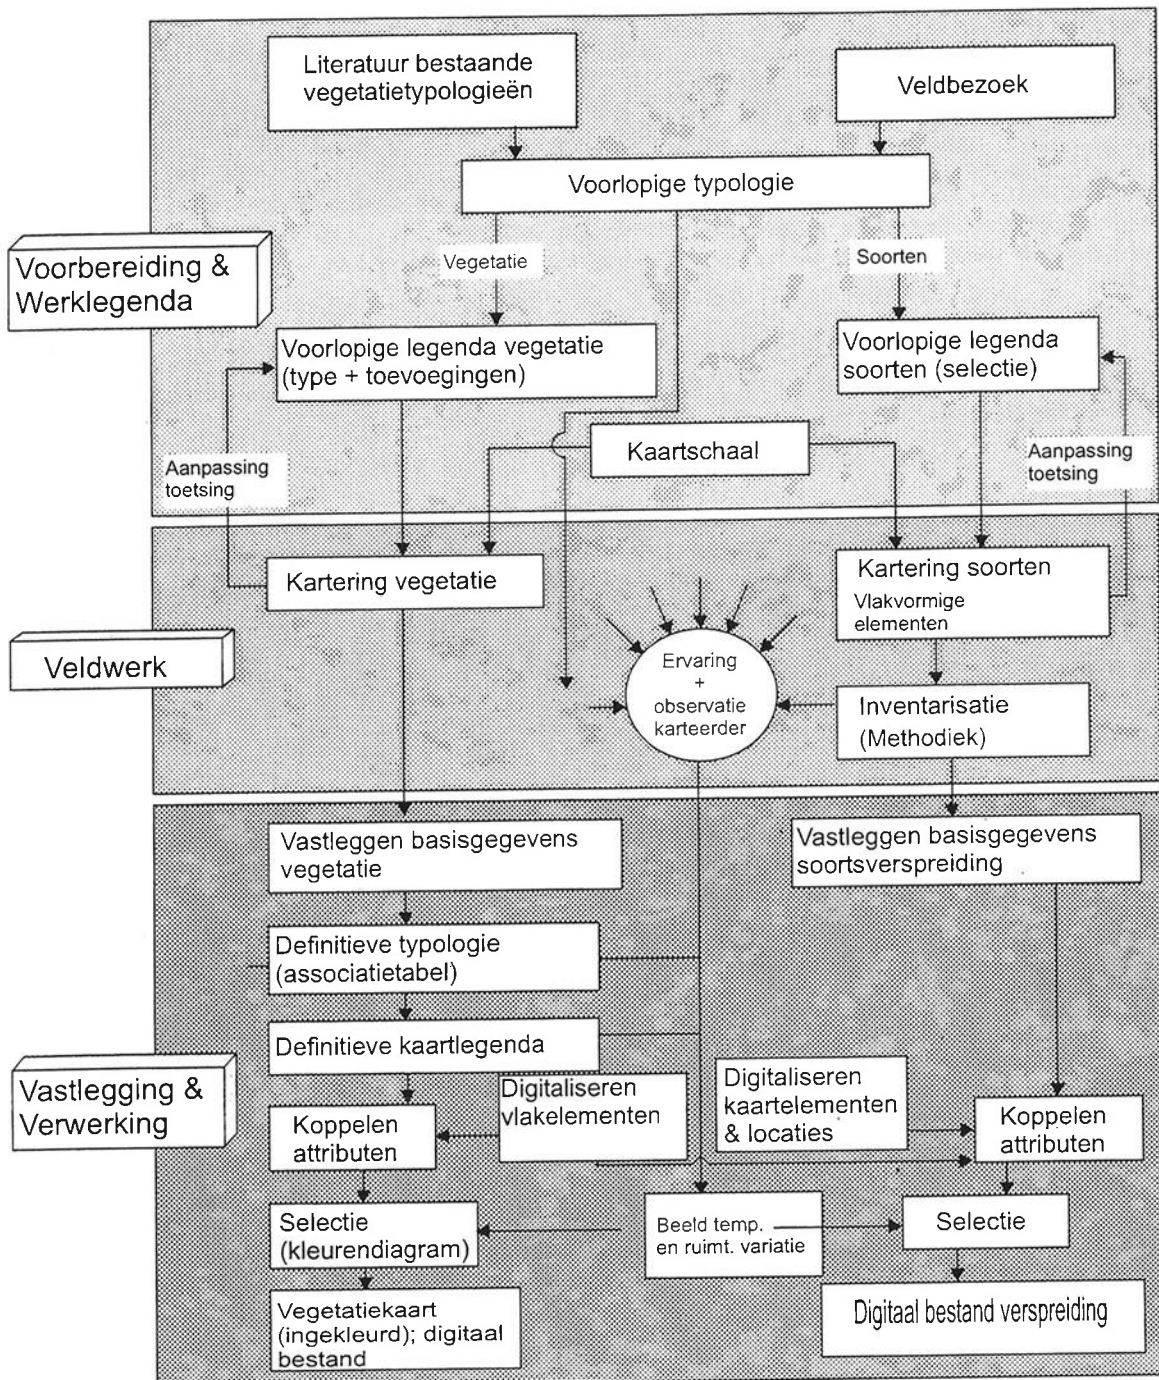 Literatuur bestaande
vegetatietypologieën
Veldbezoek
Voorlopige typologie
Voorbereiding &
Werklegenda
Vegetatie
Soorten
Voorlopige legenda vegetatie
(type + toevoegingen)
Voorlopige legenda
soorten (selectie)
Kaartschaal
Aanpassing
toetsing
Aanpassing
toetsing
Veldwerk
Kartering vegetatie
Kartering soorten
Vlakvormige
elementen
Ervaring
+
observatie
karteerder
Inventarisatie
(Methodiek)
Vastlegging &
Verwerking
Vastleggen basisgegevens
vegetatie
Vastleggen basisgegevens
soortsverspreiding
Definitieve typologie
(associatietabel)
Definitieve kaartlegenda
Digitaliseren
vlakelementen
Digitaliseren
kaartelementen
& locaties
Koppelen
attributen
Koppelen
attributen
Selectie
(kleurendiagram)
Beeld temp.
en ruimt. variatie
Selectie
Vegetatiekaart
(ingekleurd); digitaal
bestand
Digitaal bestand verspreiding